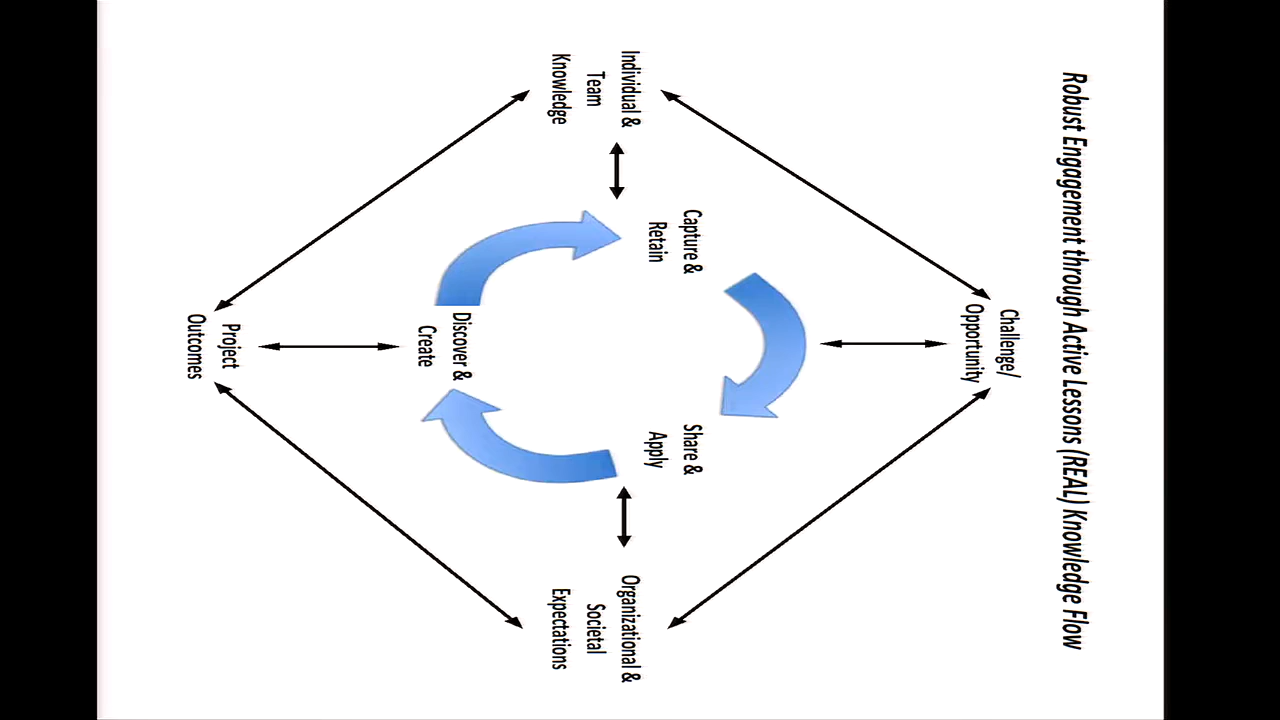 Robust Engagement through Active Lessons (REAL) Knowledge Flow
Challenge/
Opportunity
Capture &
Retain
Share &
Apply
Individual &
Team
Knowledge
Organizational &
Societal
Expectations
Discover &
Create
Project
Outcomes